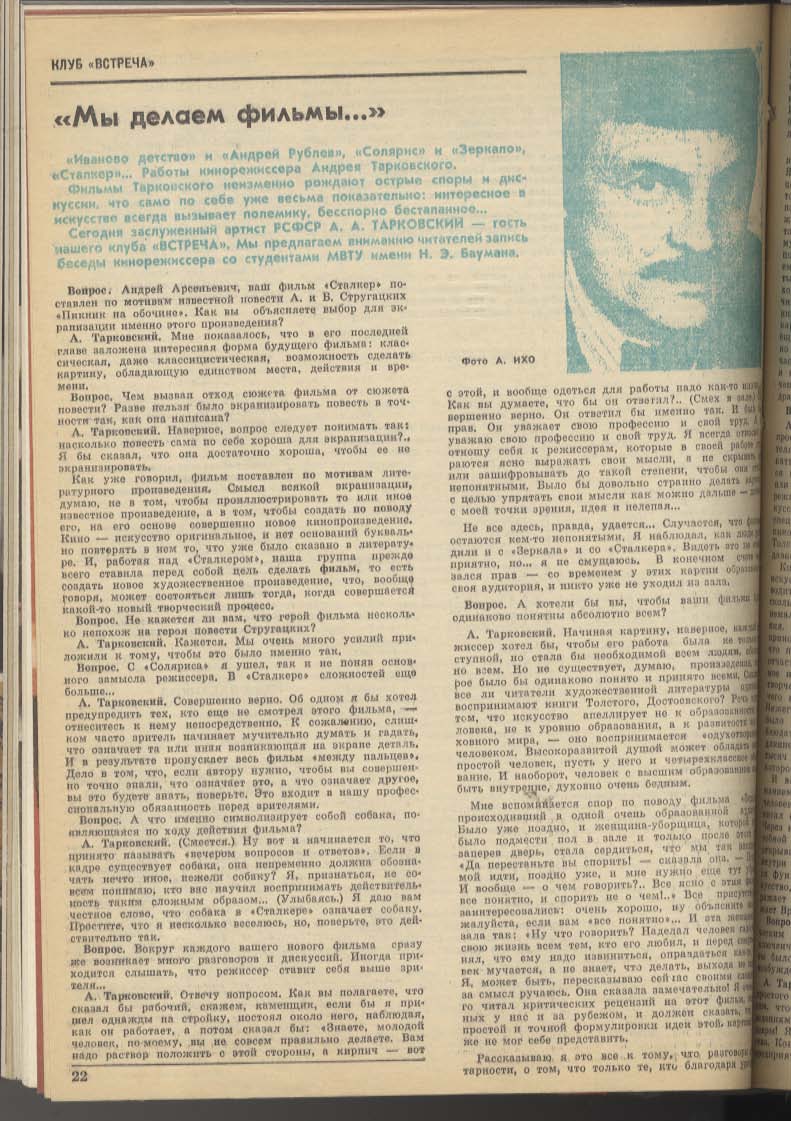 КЛУБ «ВСТРЕЧА»
«Мы делаем фильмы...»
«Иваново детство» и «Андрей Рублев», «Солярис» и «Зеркало»,
«Сталкер»... Работы кинорежиссера Андрея Тарковского.
Фильмы Тарковского неизменно рождают острые споры и дис-
куссии, что само по себе уже весьма показательно: интересное в
искусстве всегда вызывает полемику, бесспорно бесталанное...
Сегодня заслуженный артист РСФСР А. А. ТАРКОВСКИЙ — гость
нашего клуба «ВСТРЕЧА». Мы предлагаем вниманию читателей запись
беседы кинорежиссера со студентами МВТУ имени Н. Э. Баумана.
Вопрос. Андрей Арсеньевич, ваш фильм «Сталкер» по-
ставлен по мотивам известной повести А. и Б. Стругацких
«Пикник на обочине». Как вы объясняете выбор для эк-
ранизации именно этого произведения?
А. Тарковский. Мне показалось, что в его последней
главе заложена интересная форма будущего фильма: клас-
сическая, даже классицистическая, возможность сделать
картину, обладающую единством места, действия и вре-
мени.
Вопрос. Чем вызван отход сюжета фильма от сюжета
повести? Разве нельзя было экранизировать повесть в точ-
ности так, как она написана?
А. Тарковский. Наверное, вопрос следует понимать так:
насколько повесть сама по себе хороша для экранизации?..
Я бы сказал, что она достаточно хороша, чтобы ее не
экранизировать.
Как уже говорил, фильм поставлен по мотивам лите-
ратурного произведения. Смысл всякой экранизации,
думаю, не в том, чтобы проиллюстрировать то или иное
известное произведение, а в том, чтобы создать по поводу
его, на его основе совершенно новое кинопроизведение.
Кино — искусство оригинальное, и нет оснований букваль-
но повторять в нем то, что уже было сказано в литерату-
ре. И, работая над «Сталкером», наша группа прежде
всего ставила перед собой цель сделать фильм, то есть
создать новое художественное произведение, что, вообще
говоря, может состояться лишь тогда, когда совершается
какой-то новый творческий процесс.
Вопрос. Не кажется ли вам, что герой фильма несколь-
ко непохож на героя повести Стругацких?
А. Тарковский. Кажется. Мы очень много усилий при-
ложили к тому, чтобы это было именно так.
Вопрос. С «Соляриса» я ушел, так и не поняв основ-
ного замысла режиссера. В «Сталкере» сложностей еще
больше...
А. Тарковский. Совершенно верно. Об одном я бы хотел
предупредить тех, кто еще не смотрел этого фильма, —
отнеситесь к нему непосредственно. К сожалению, слиш-
ком часто зритель начинает мучительно думать и гадать,
что означает та или иная возникающая на экране деталь.
И в результате пропускает весь фильм «между пальцев».
Дело в том, что, если автору нужно, чтобы вы совершен-
но точно знали, что означает это, а что означает другое,
вы это будете знать, поверьте. Это входит в нашу профес-
сиональную обязанность перед зрителями.
Вопрос. А что именно символизирует собой собака, по-
являющаяся по ходу действия фильма?
А. Тарковский. (Смеется.) Ну вот и начинается то, что
принято называть «вечером вопросов и ответов». Если в
кадре существует собака, она непременно должна обозна-
чать нечто иное, нежели собаку? Я, признаться, не со-
всем понимаю, кто вас научил воспринимать действитель-
ность таким сложным образом... (Улыбаясь.) Я даю вам
честное слово, что собака в «Сталкере» означает собаку.
Простите, что я несколько веселюсь, но, поверьте, это дей-
ствительно так.
Вопрос. Вокруг каждого вашего нового фильма сразу
же возникает много разговоров и дискуссий. Иногда при-
ходится слышать, что режиссер ставит себя выше зри-
теля...
А. Тарковский. Отвечу вопросом. Как вы полагаете, что
сказал бы рабочий, скажем, каменщик, если бы я при-
шел однажды на стройку, постоял около него, наблюдая,
как он работает, а потом сказал бы: «Знаете, молодой
человек, по-моему, вы не совсем правильно делаете. Вам
надо раствор положить с этой стороны, а кирпич — вот
22
Фото А. ИХО
с этой, и вообще одеться для работы надо как-то
Как вы думаете, что бы он ответил?.. (Смех в зале.)
вершенно верно. Он ответил бы именно так. И был
прав. Он уважает свою профессию и свой труд.
уважаю свою профессию и свой труд. Я всегда
отношу себя к режиссерам, которые в своей работе
раются ясно выражать свои мысли, а не скрывать
или зашифровывать до такой степени, чтобы они
непонятными. Было бы довольно странно делать
с целью упрятать свои мысли как можно дальше —
с моей точки зрения, идея и нелепая...
Не все здесь, правда, удается... Случается, что
остаются кем-то непонятыми. Я наблюдал, как люди
дили и с «Зеркала» и со «Сталкера». Видеть это не
приятно, но... я не смущаюсь. В конечном счете
зался прав — со временем у этих картин
своя аудитория, и никто уже не уходил из зала.
Вопрос. А хотели бы вы, чтобы ваши фильмы
одинаково понятны абсолютно всем?
А. Тарковский. Начиная картину, наверное,
жиссер хотел бы, чтобы его работа была не только
ступной, но стала бы необходимой всем людям,
но всем. Но не существует, думаю, произведения,
рое было бы одинаково понято и принято всеми.
все ли читатели художественной литературы
воспринимают книги Толстого, Достоевского? Речь
том, что искусство апеллирует не к образованности
ловека, не к уровню образования, а к развитости
ховного мира, — оно воспринимается
человеком. Высокоразвитой душой может обладать
простой человек, пусть у него и четырехклассное
вание. И наоборот, человек с высшим образованием
быть внутренне, духовно очень бедным.
Мне вспоминается спор по поводу фильма
происходивший в одной очень образованной
Было уже поздно, и женщина-уборщица, которой
было подмести пол в зале и только после этого
заперев дверь, стала сердиться, что мы так
«Да перестаньте вы спорить! — сказала она. —
мой идти, поздно уже, и мне нужно еще тут
И вообще — о чем говорить?.. Все ясно с этим
все понятно, и спорить не о чем!..» Все
заинтересовались: очень хорошо, ну объясните
жалуйста, если вам «все понятно»... И эта женщина
зала так: «Ну что говорить? Наделал человек
свою жизнь всем тем, кто его любил, и перед
нял, что ему надо извиниться, оправдаться
век мучается, а не знает, что делать, выхода не
Я, может быть, пересказываю сейчас своими
за смысл ручаюсь. Она сказала замечательно! Я
го читал критических рецензий на этот фильм,
ных у нас и за рубежом, и должен сказать,
простой и точной формулировки идеи этой
же не мог себе представить.
Рассказываю я это все к тому, что разговоры
тарности, о том, что только те, кто благодаря